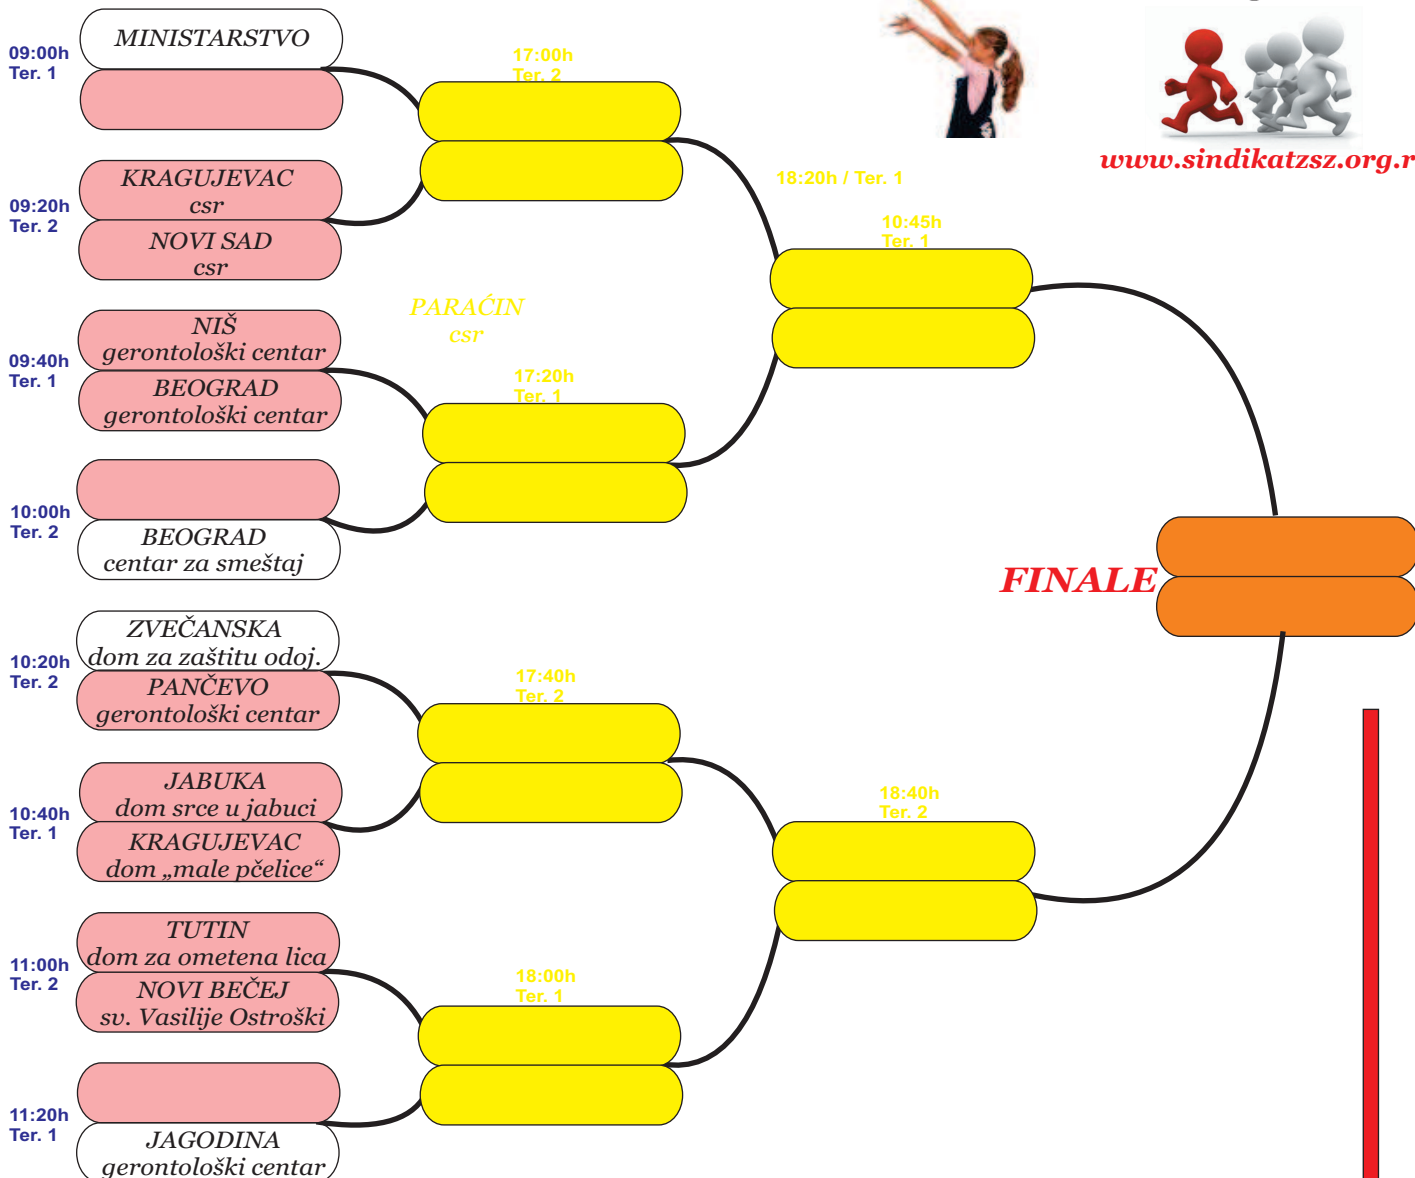 www.sindikatzsz.org.r
09:00h
Ter. 1
MINISTARSTVO
17:00h
Ter. 2
09:20h
Ter. 2
KRAGUJEVAC
csr
NOVI SAD
csr
18:20h / Ter. 1
10:45h
Ter. 1
PARAĆIN
csr
09:40h
Ter. 1
NIŠ
gerontološki centar
BEOGRAD
gerontološki centar
17:20h
Ter. 1
10:00h
Ter. 2
BEOGRAD
centar za smeštaj
FINALE
10:20h
Ter. 2
ZVEČANSKA
dom za zaštitu odoj.
PANČEVO
gerontološki centar
17:40h
Ter. 2
10:40h
Ter. 1
JABUKA
dom srce u jabuci
KRAGUJEVAC
dom „male pčelice“
18:40h
Ter. 2
11:00h
Ter. 2
TUTIN
dom za ometena lica
NOVI BEČEJ
sv. Vasilije Ostroški
18:00h
Ter. 1
11:20h
Ter. 1
JAGODINA
gerontološki centar